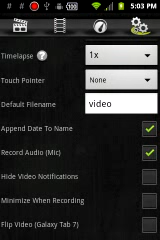 # # 5:03 PM
Timelapse ? 1x
Touch Pointer None
Default Filename video
Append Date To Name
Record Audio (Mic)
Hide Video Notifications
Minimize When Recording
Flip Video (Galaxy Tab 7)